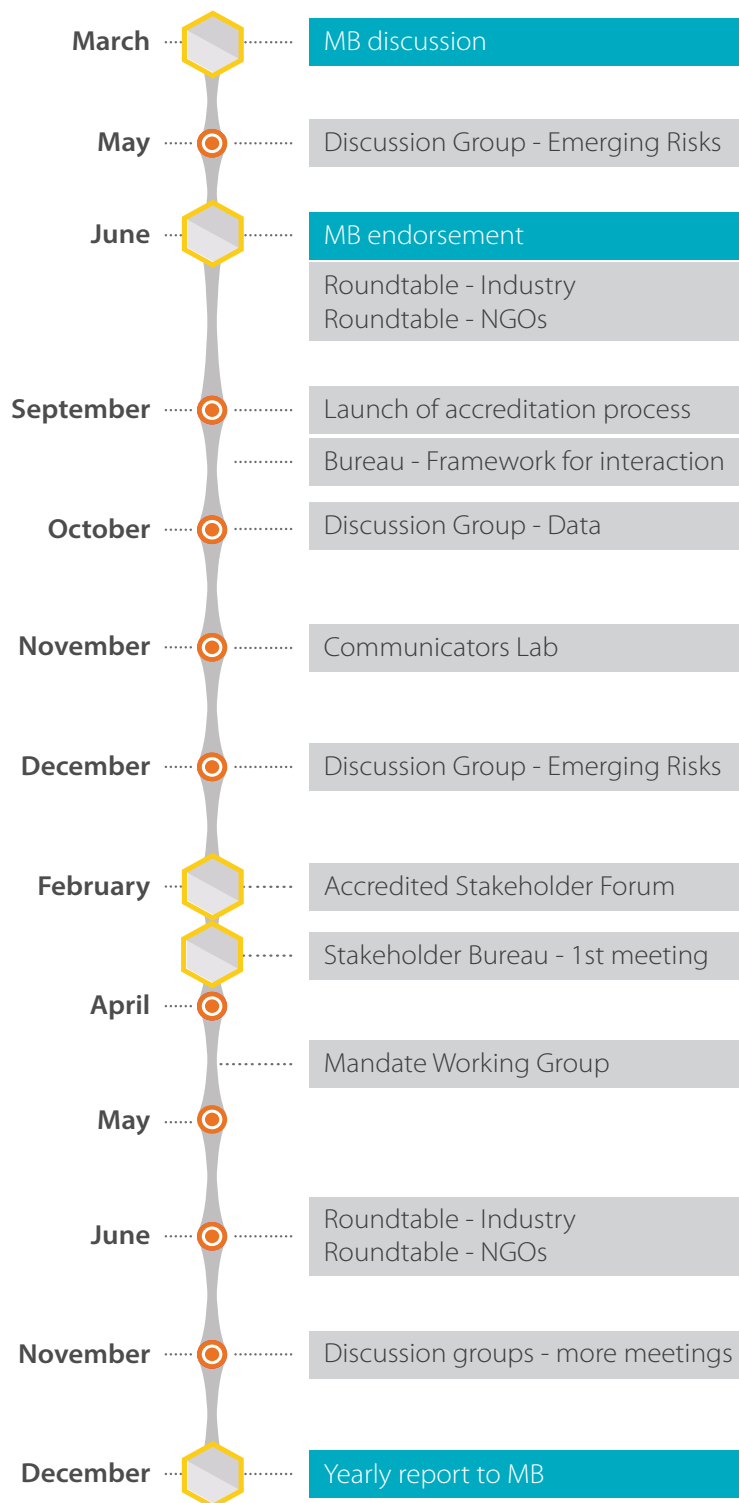 March
MB discussion
May
Discussion Group - Emerging Risks
June
MB endorsement
Roundtable - Industry
Roundtable - NGOs
September
Launch of accreditation process
Bureau - Framework for interaction
October
Discussion Group - Data
November
Communicators Lab
December
Discussion Group - Emerging Risks
February
Accredited Stakeholder Forum
Stakeholder Bureau - 1st meeting
April
Mandate Working Group
May
June
Roundtable - Industry
Roundtable - NGOs
November
Discussion groups - more meetings
December
Yearly report to MB